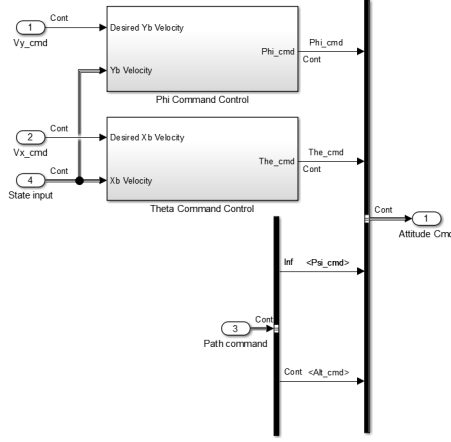 1
Cont
Vy_cmd
Desired Yb Velocity
Yb Velocity
Phi_cmd
Phi_cmd
Cont
Phi Command Control
2
Cont
Vx_cmd
4
Cont
State input
Desired Xb Velocity
Xb Velocity
The_cmd
The_cmd
Cont
Theta Command Control
Cont
1
Attitude Cmd
Inf <Psi_cmd>
3
Cont
Path command
Cont <Alt_cmd>